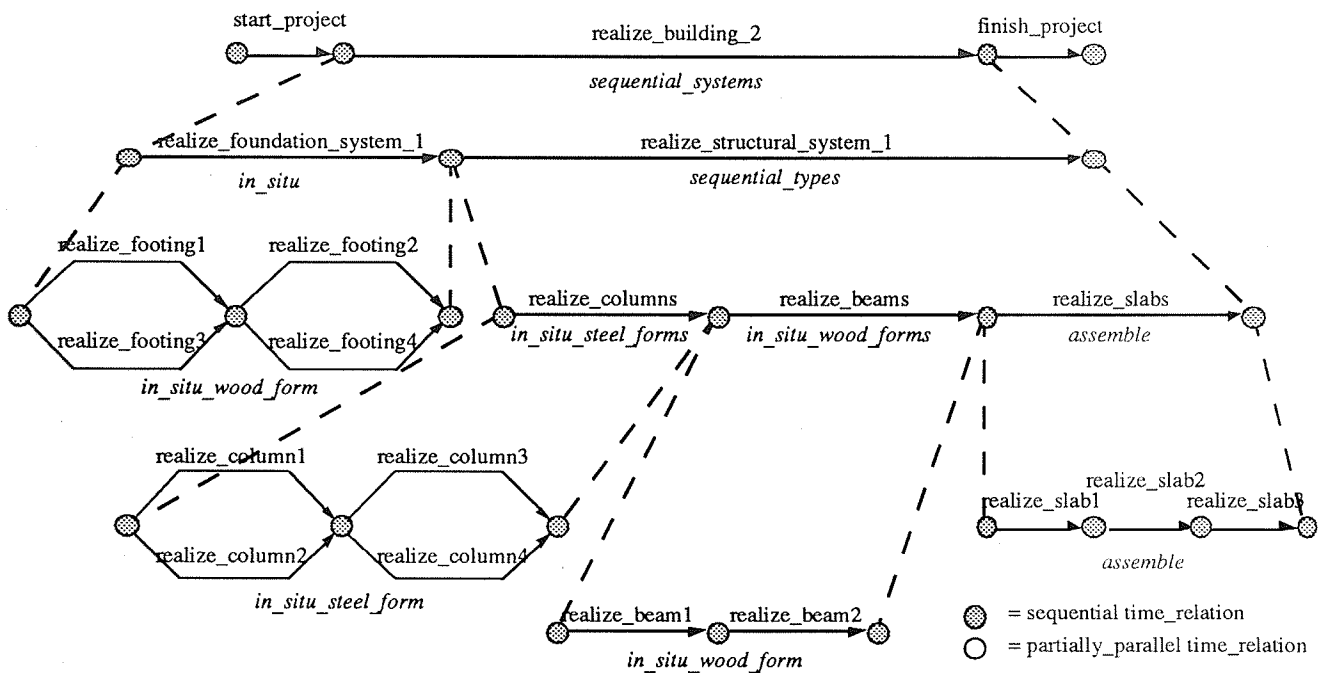 start_project
realize_building_2
finish_project
sequential_systems
realize_foundation_system_1
realize_structural_system_1
in_situ
sequential_types
realize_footing1
realize_footing2
realize_columns
realize_beams
realize_slabs
realize_footing3
realize_footing4
in_situ_steel_forms
in_situ_wood_forms
assemble
in_situ_wood_form
realize_column1
realize_column3
realize_slab2
realize_slab1
realize_slab3
realize_column2
realize_column4
assemble
in_situ_steel_form
realize_beam1
realize_beam2
= sequential time_relation
= partially_parallel time_relation
in_situ_wood_form